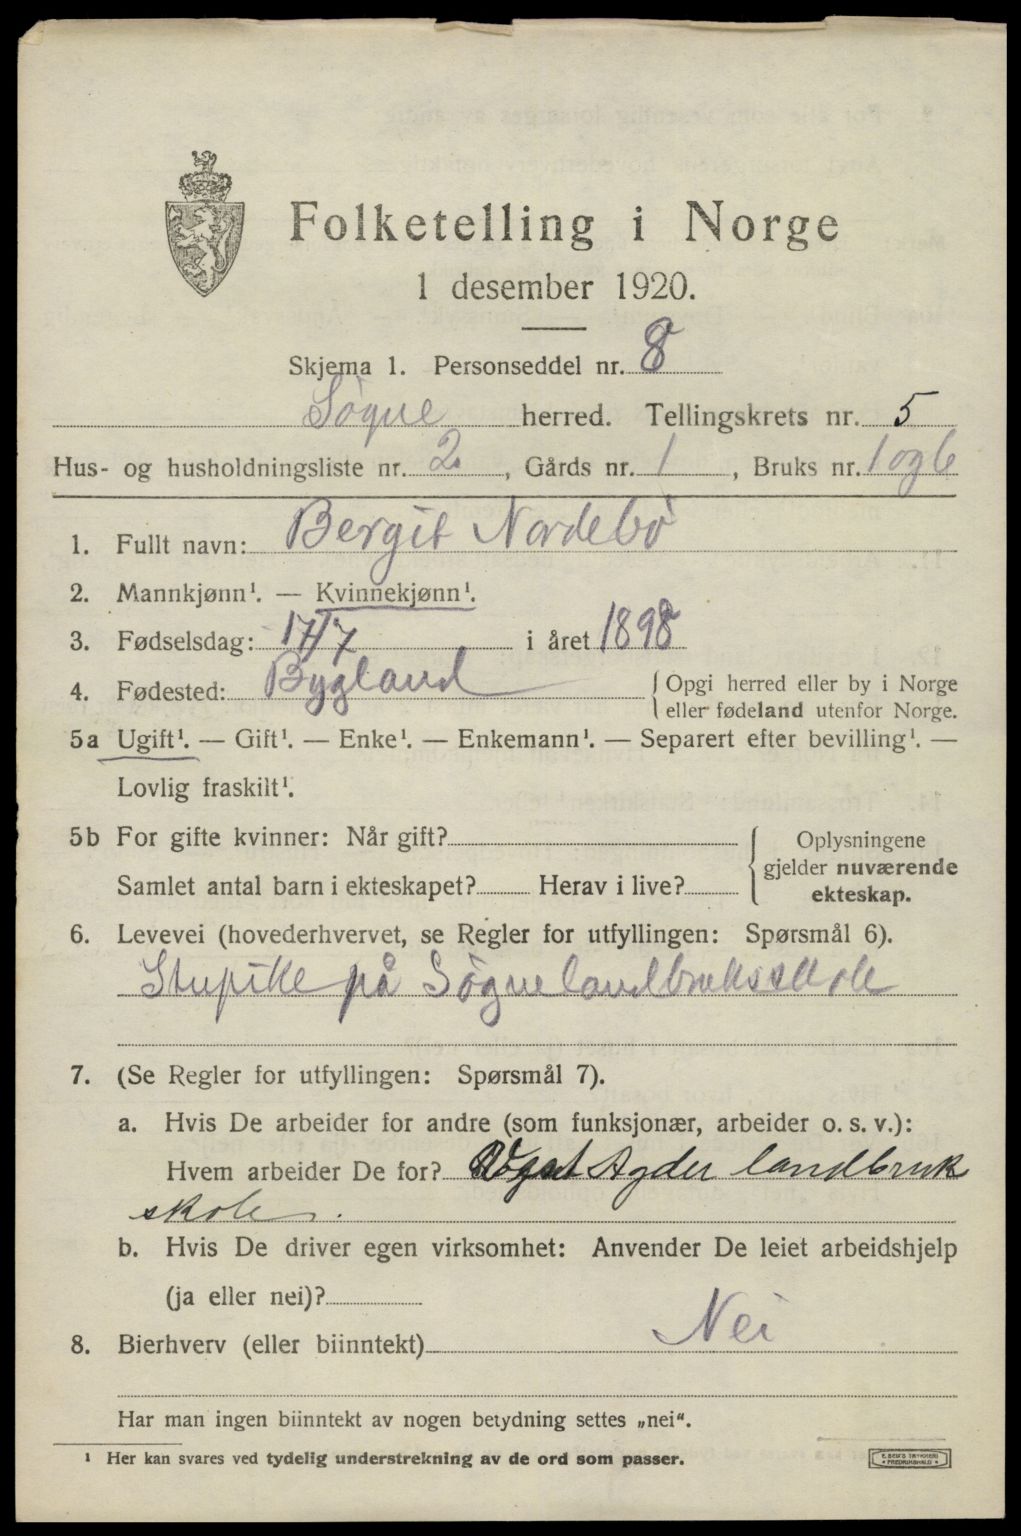 Folketelling i Norge
1 desember 1920.
Skjema 1. Personseddel nr. 8
Søgne herred. Tellingskrets nr. 5
Hus- og husholdningsliste nr. 2, Gårds nr. 1, Bruks nr. 1 og 6
1. Fullt navn: Bergit Nordebø
2. Mannkjønn¹. — Kvinnekjønn¹.
3. Fødselsdag: 17/7 i året 1898
4. Fødested: Bygland { Opgi herred eller by i Norge
eller fødeland utenfor Norge.
5a Ugift¹. — Gift¹. — Enke¹. — Enkemann¹. — Separert efter bevilling¹. —
Lovlig fraskilt¹.
5b For gifte kvinner: Når gift? { Oplysningene
gjelder nuværende
Samlet antal barn i ekteskapet? Herav i live?
ekteskap.
6. Levevei (hovederhvervet, se Regler for utfyllingen: Spørsmål 6).
Stupike på Søgne landbruksskole
7. (Se Regler for utfyllingen: Spørsmål 7).
a. Hvis De arbeider for andre (som funksjonær, arbeider o. s. v.):
Hvem arbeider De for? Agder landbruk
skole.
b. Hvis De driver egen virksomhet: Anvender De leiet arbeidshjelp
(ja eller nei)?
8. Bierhverv (eller biinntekt) Nei
Har man ingen biinntekt av nogen betydning settes „nei“.
¹ Her kan svares ved tydelig understrekning av de ord som passer.